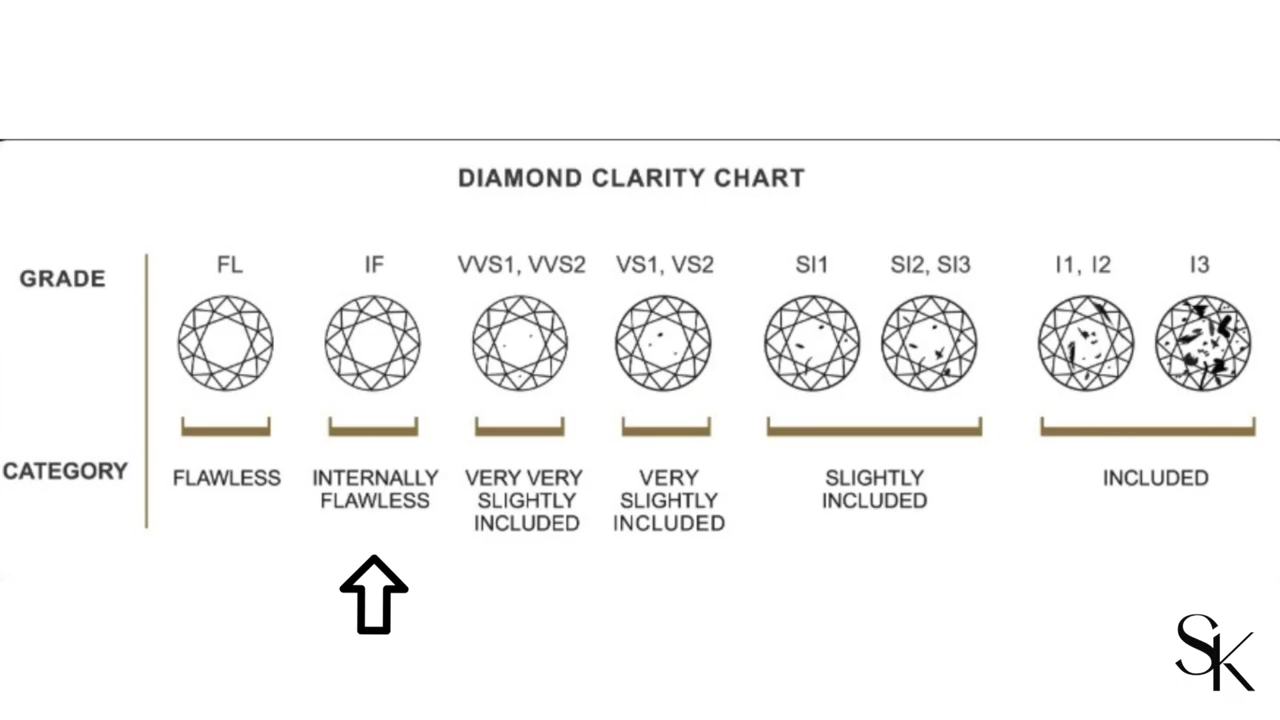 DIAMOND CLARITY CHART
GRADE
FL
IF
VVS1, VVS2
VS1, VS2
SI1
SI2, SI3
I1, I2
I3
CATEGORY
FLAWLESS
INTERNALLY
FLAWLESS
VERY VERY
SLIGHTLY
INCLUDED
VERY
SLIGHTLY
INCLUDED
SLIGHTLY
INCLUDED
INCLUDED
SK